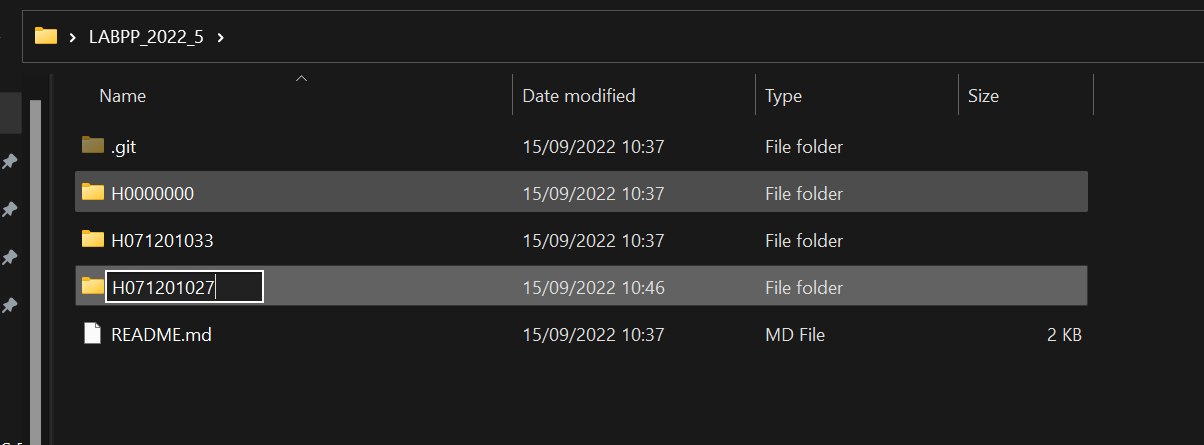 LABPP_2022_5
Name Date modified Type Size
.git 15/09/2022 10:37 File folder
H0000000 15/09/2022 10:37 File folder
H071201033 15/09/2022 10:37 File folder
H071201027 15/09/2022 10:46 File folder
README.md 15/09/2022 10:37 MD File 2 KB